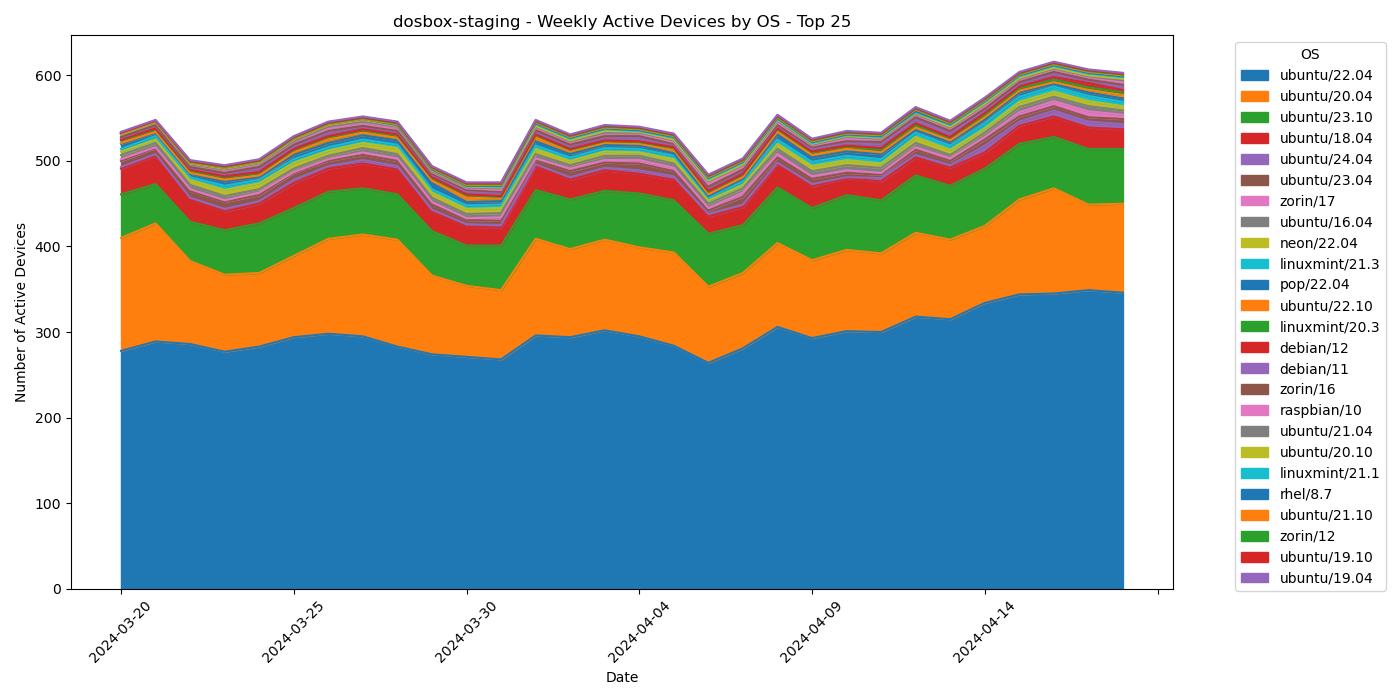 dosbox-staging - Weekly Active Devices by OS - Top 25
Number of Active Devices
600
500
400
300
200
100
0
2024-03-20
2024-03-25
2024-03-30
2024-04-04
2024-04-09
2024-04-14
Date
OS
ubuntu/22.04
ubuntu/20.04
ubuntu/23.10
ubuntu/18.04
ubuntu/24.04
ubuntu/23.04
zorin/17
ubuntu/16.04
neon/22.04
linuxmint/21.3
pop/22.04
ubuntu/22.10
linuxmint/20.3
debian/12
debian/11
zorin/16
raspbian/10
ubuntu/21.04
ubuntu/20.10
linuxmint/21.1
rhel/8.7
ubuntu/21.10
zorin/12
ubuntu/19.10
ubuntu/19.04